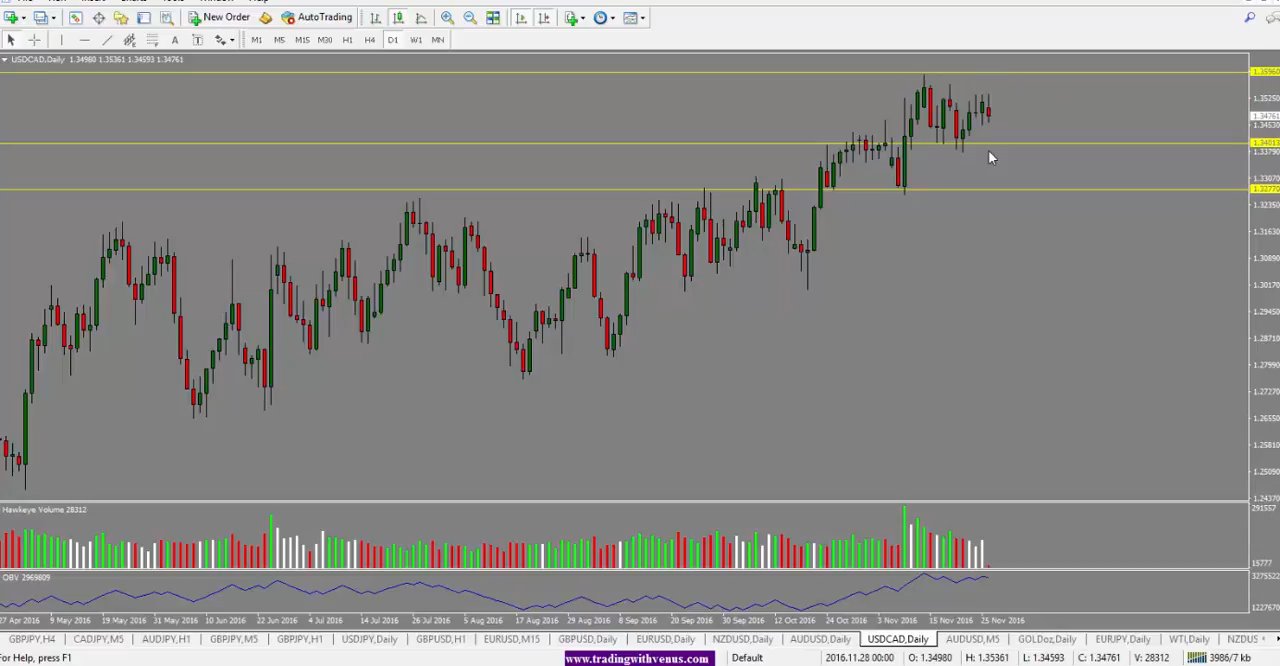 New Order
AutoTrading
A
T
M1 M5 M15 M30 H1 H4 D1 W1 MN
USDCAD,Daily 1.34980 1.35361 1.34593 1.34761
1.35960
1.35250
1.34761
1.34530
1.34013
1.33790
1.33070
1.32770
1.32350
1.31630
1.30890
1.30170
1.29450
1.28710
1.27990
1.27270
1.26550
1.25810
1.25090
1.24370
Hawkeye Volume 28312
291557
15777
OBV 2969809
3275522
1227670
27 Apr 2016 9 May 2016 19 May 2016 31 May 2016 10 Jun 2016 22 Jun 2016 4 Jul 2016 14 Jul 2016 26 Jul 2016 5 Aug 2016 17 Aug 2016 29 Aug 2016 8 Sep 2016 20 Sep 2016 30 Sep 2016 12 Oct 2016 24 Oct 2016 3 Nov 2016 15 Nov 2016 25 Nov 2016
GBPJPY,H4 CADJPY,M5 AUDJPY,H1 GBPJPY,M5 GBPJPY,H1 USDJPY,Daily GBPUSD,H1 EURUSD,M15 GBPUSD,Daily EURUSD,Daily NZDUSD,Daily AUDUSD,Daily USDCAD,Daily AUDUSD,M5 GOLDoz,Daily EURJPY,Daily WTI,Daily NZDUS
For Help, press F1
www.tradingwithvenus.com
Default
2016.11.28 00:00 O: 1.34980 H: 1.35361 L: 1.34593 C: 1.34761 V: 28312 3986/7 kb